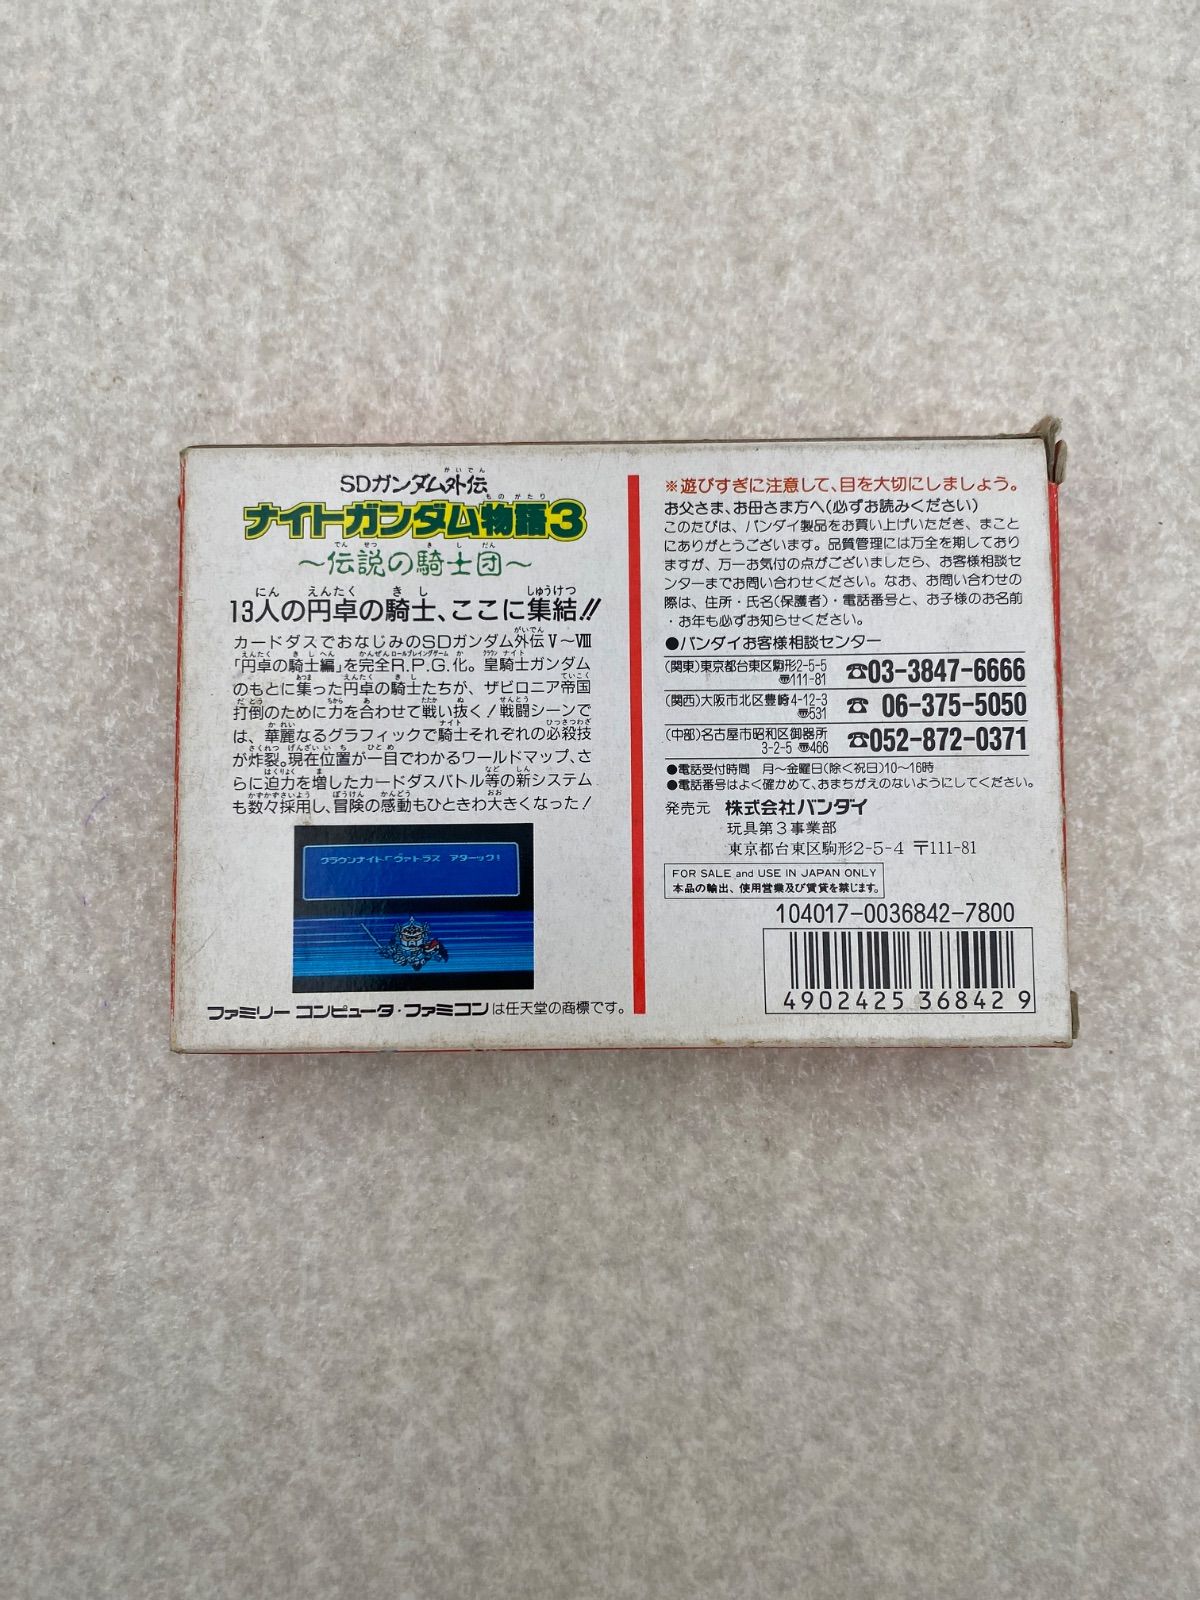 SDガンダム外伝
ナイトガンダム物語3
～伝説の騎士団～
13人の円卓の騎士、ここに集結!!
カードダスでおなじみのSDガンダム外伝Ⅴ～Ⅷ
「円卓の騎士編」を完全R.P.G.化。皇騎士ガンダム
のもとに集った円卓の騎士たちが、ザビロニア帝国
打倒のために力を合わせて戦い抜く！戦闘シーンで
は、華麗なるグラフィックで騎士それぞれの必殺技
が炸裂。現在位置が一目でわかるワールドマップ、さ
らに迫力を増したカードダスバトル等の新システム
も数々採用し、冒険の感動もひときわ大きくなった！
クラウンナイト「ヴァトラス アタック！
ファミリー コンピュータ・ファミコンは任天堂の商標です。
※遊びすぎに注意して、目を大切にしましょう。
お父さま、お母さま方へ(必ずお読みください)
このたびは、バンダイ製品をお買い上げいただき、まこと
にありがとうございます。品質管理には万全を期しており
ますが、万一お気付の点がございましたら、お客様相談セ
ンターまでお問い合わせください。なお、お問い合わせの
際は、住所・氏名(保護者)・電話番号と、お子様のお名前
・お年も必ずお知らせください。
●バンダイお客様相談センター
(関東)東京都台東区駒形2-5-5 〠111-81 ☎03-3847-6666
(関西)大阪市北区豊崎4-12-3 〠531 ☎06-375-5050
(中部)名古屋市昭和区御器所3-2-5 〠466 ☎052-872-0371
●電話受付時間 月～金曜日(除く祝日)10～16時
●電話番号はよく確かめて、おまちがえのないようにしてください。
発売元 株式会社バンダイ
玩具第3事業部
東京都台東区駒形2-5-4 〒111-81
FOR SALE and USE IN JAPAN ONLY
本品の輸出、使用営業及び賃貸を禁じます。
104017-0036842-7800
4902425368429